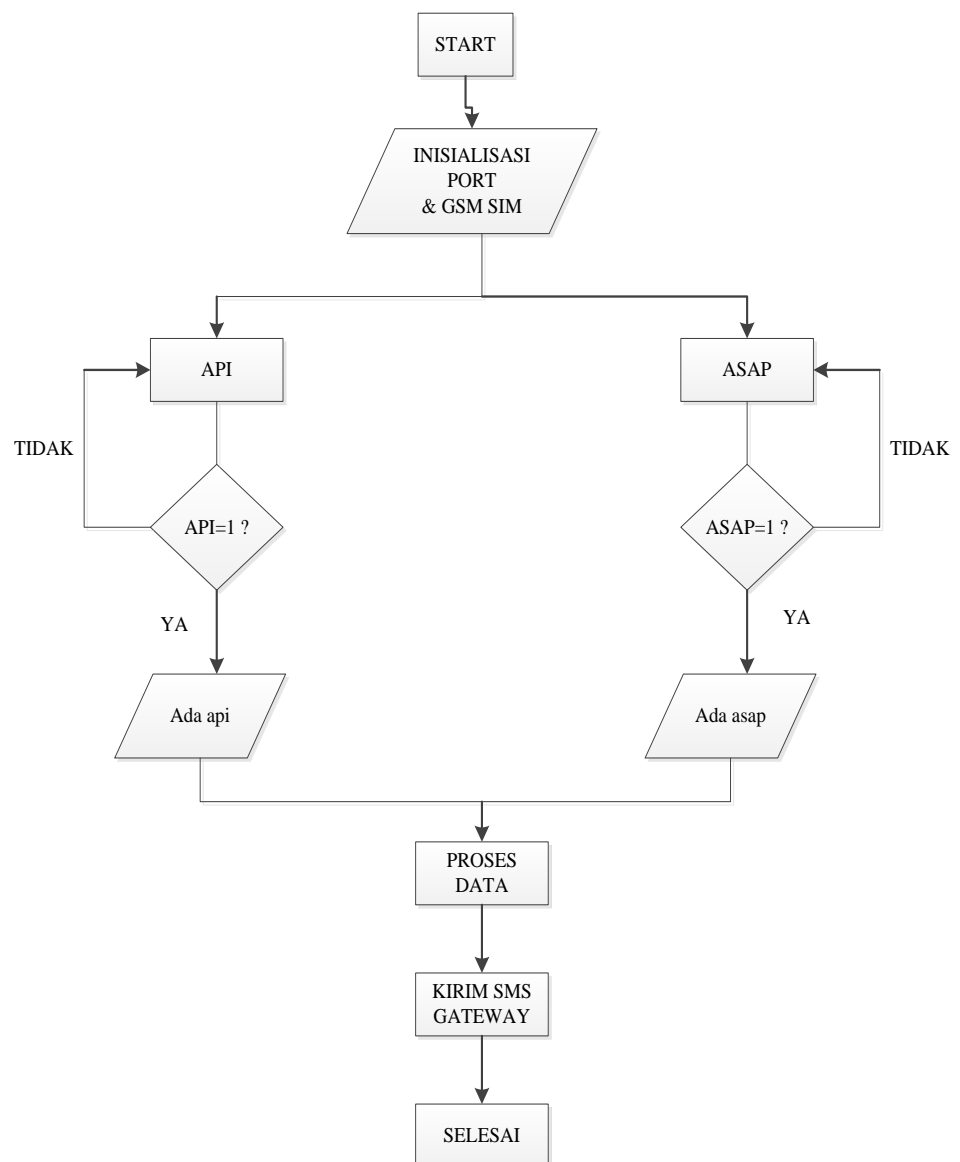 START
INISIALISASI
PORT
& GSM SIM
API
ASAP
TIDAK
TIDAK
API=1 ?
ASAP=1 ?
YA
YA
Ada api
Ada asap
PROSES
DATA
KIRIM SMS
GATEWAY
SELESAI